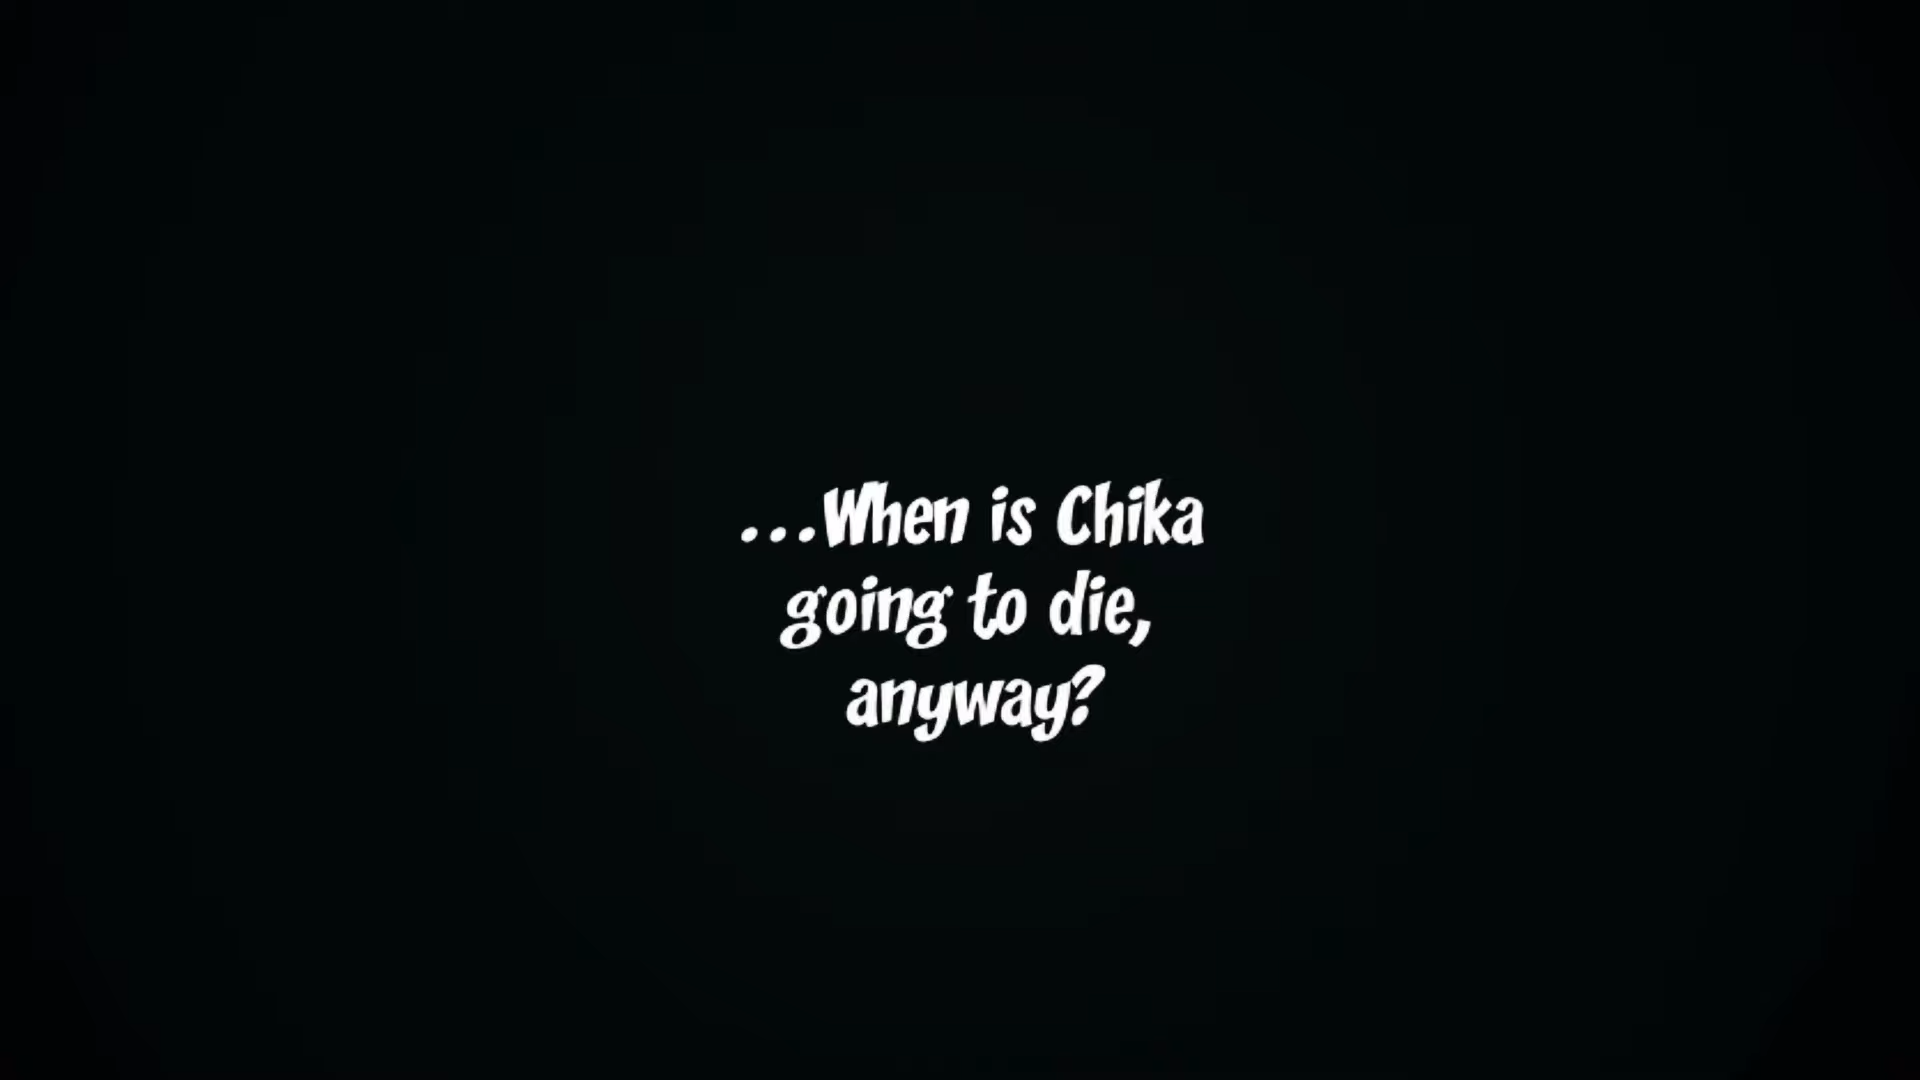 ...When is Chika
going to die,
anyway?